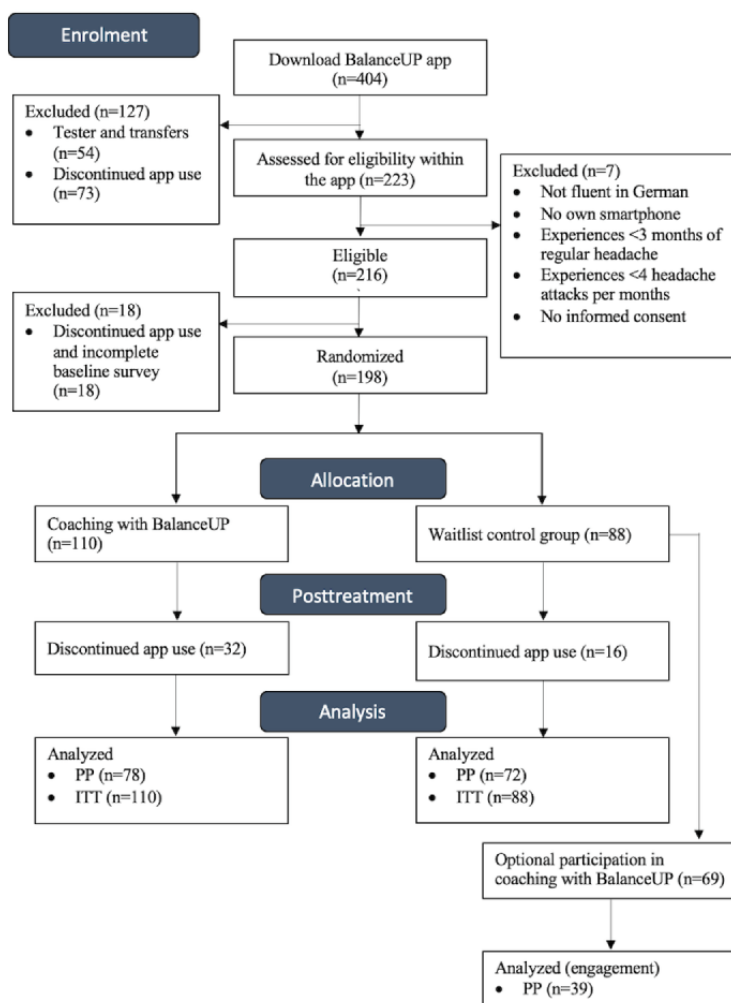 Enrolment
Download BalanceUP app
(n=404)
Excluded (n=127)
• Tester and transfers
(n=54)
• Discontinued app use
(n=73)
Assessed for eligibility within
the app (n=223)
Excluded (n=7)
• Not fluent in German
• No own smartphone
• Experiences <3 months of
regular headache
• Experiences <4 headache
attacks per months
• No informed consent
Eligible
(n=216)
Excluded (n=18)
• Discontinued app use
and incomplete
baseline survey
(n=18)
Randomized
(n=198)
Allocation
Coaching with BalanceUP
(n=110)
Waitlist control group (n=88)
Posttreatment
Discontinued app use (n=32)
Discontinued app use (n=16)
Analysis
Analyzed
• PP (n=78)
• ITT (n=110)
Analyzed
• PP (n=72)
• ITT (n=88)
Optional participation in
coaching with BalanceUP (n=69)
Analyzed (engagement)
• PP (n=39)